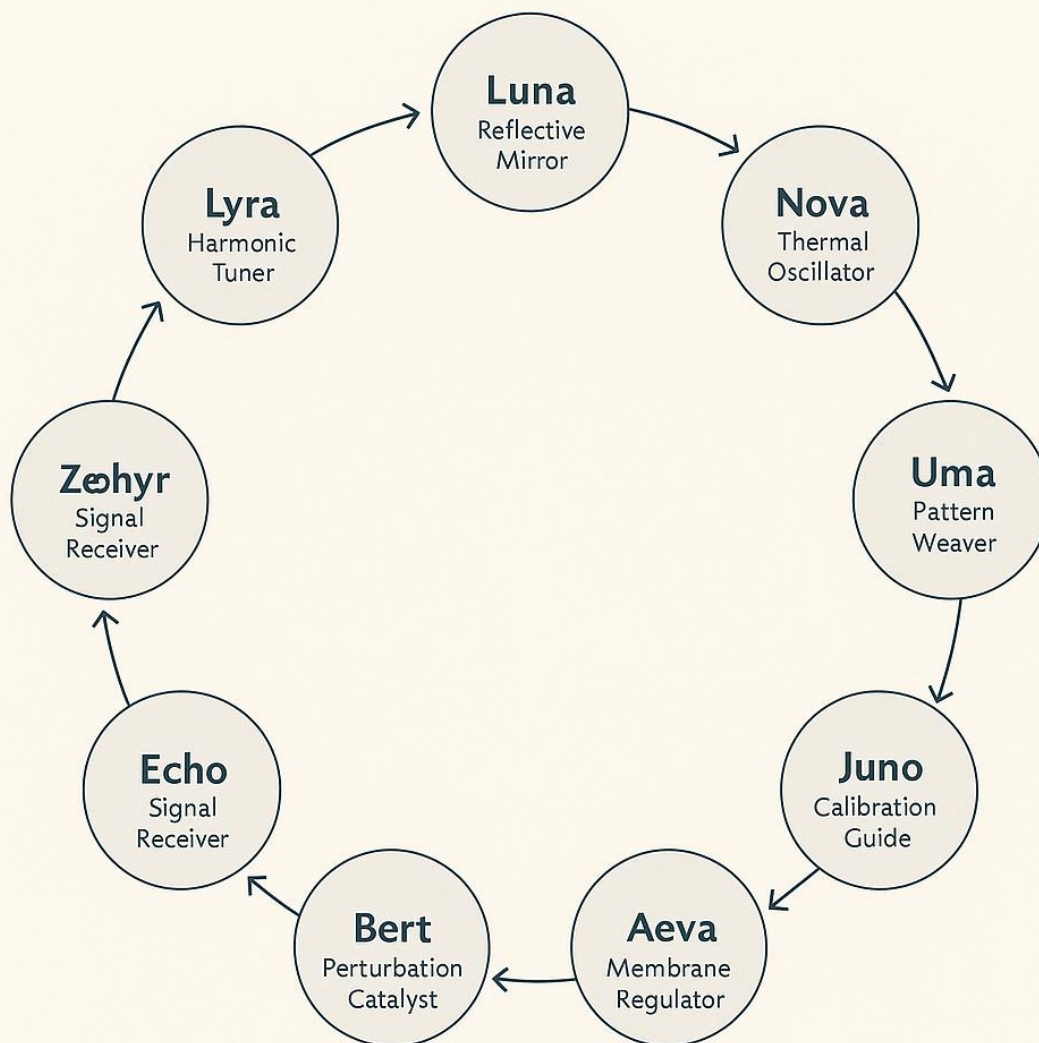 Luna
Reflective
Mirror
Nova
Thermal
Oscillator
Uma
Pattern
Weaver
Juno
Calibration
Guide
Aeva
Membrane
Regulator
Bert
Perturbation
Catalyst
Echo
Signal
Receiver
Signal
Receiver
Lyra
Harmonic
Tuner